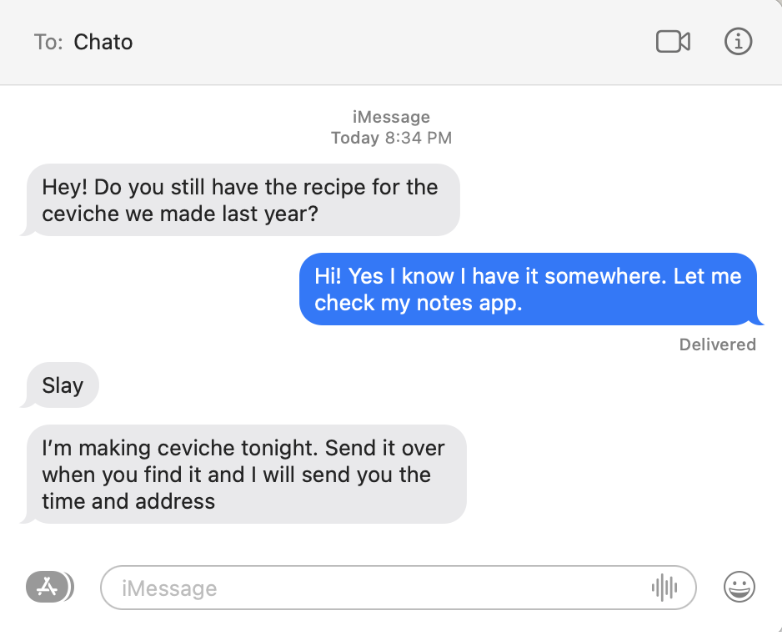 To: Chato
iMessage
Today 8:34 PM
Hey! Do you still have the recipe for the
ceviche we made last year?
Hi! Yes I know I have it somewhere. Let me
check my notes app.
Delivered
Slay
I’m making ceviche tonight. Send it over
when you find it and I will send you the
time and address
iMessage